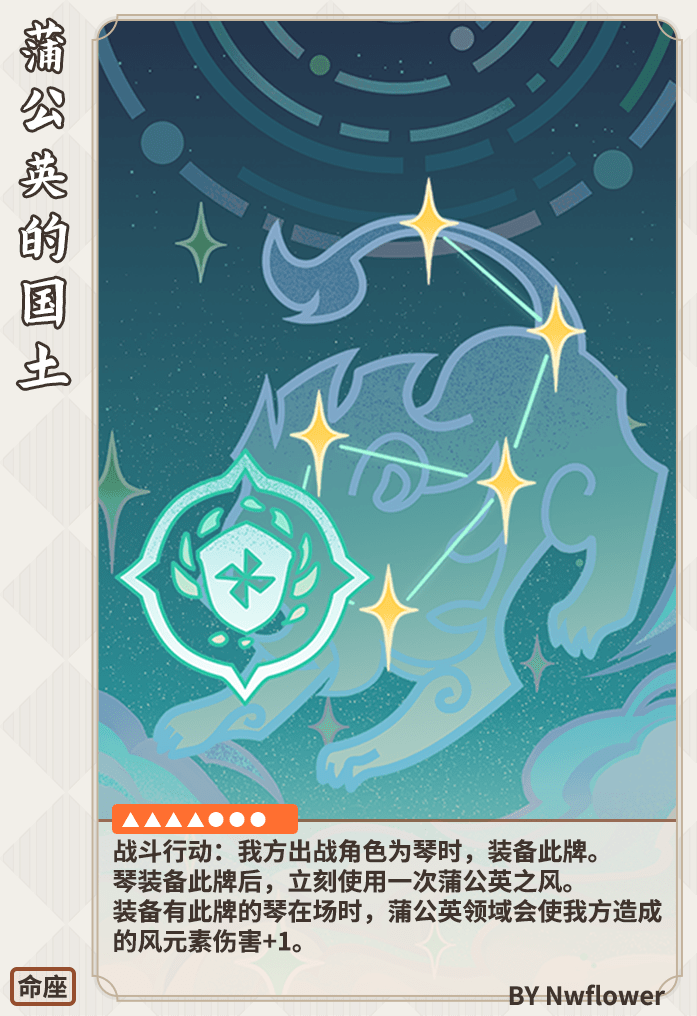 蒲公英的国土
战斗行动：我方出战角色为琴时，装备此牌。
琴装备此牌后，立刻使用一次蒲公英之风。
装备有此牌的琴在场时，蒲公英领域会使我方造成
的风元素伤害+1。
命座
BY Nwflower